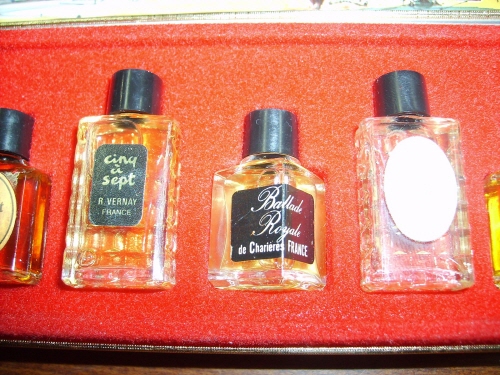 cinq
à
sept
R. VERNAY
FRANCE
Ballade
Royale
de Charières FRANCE